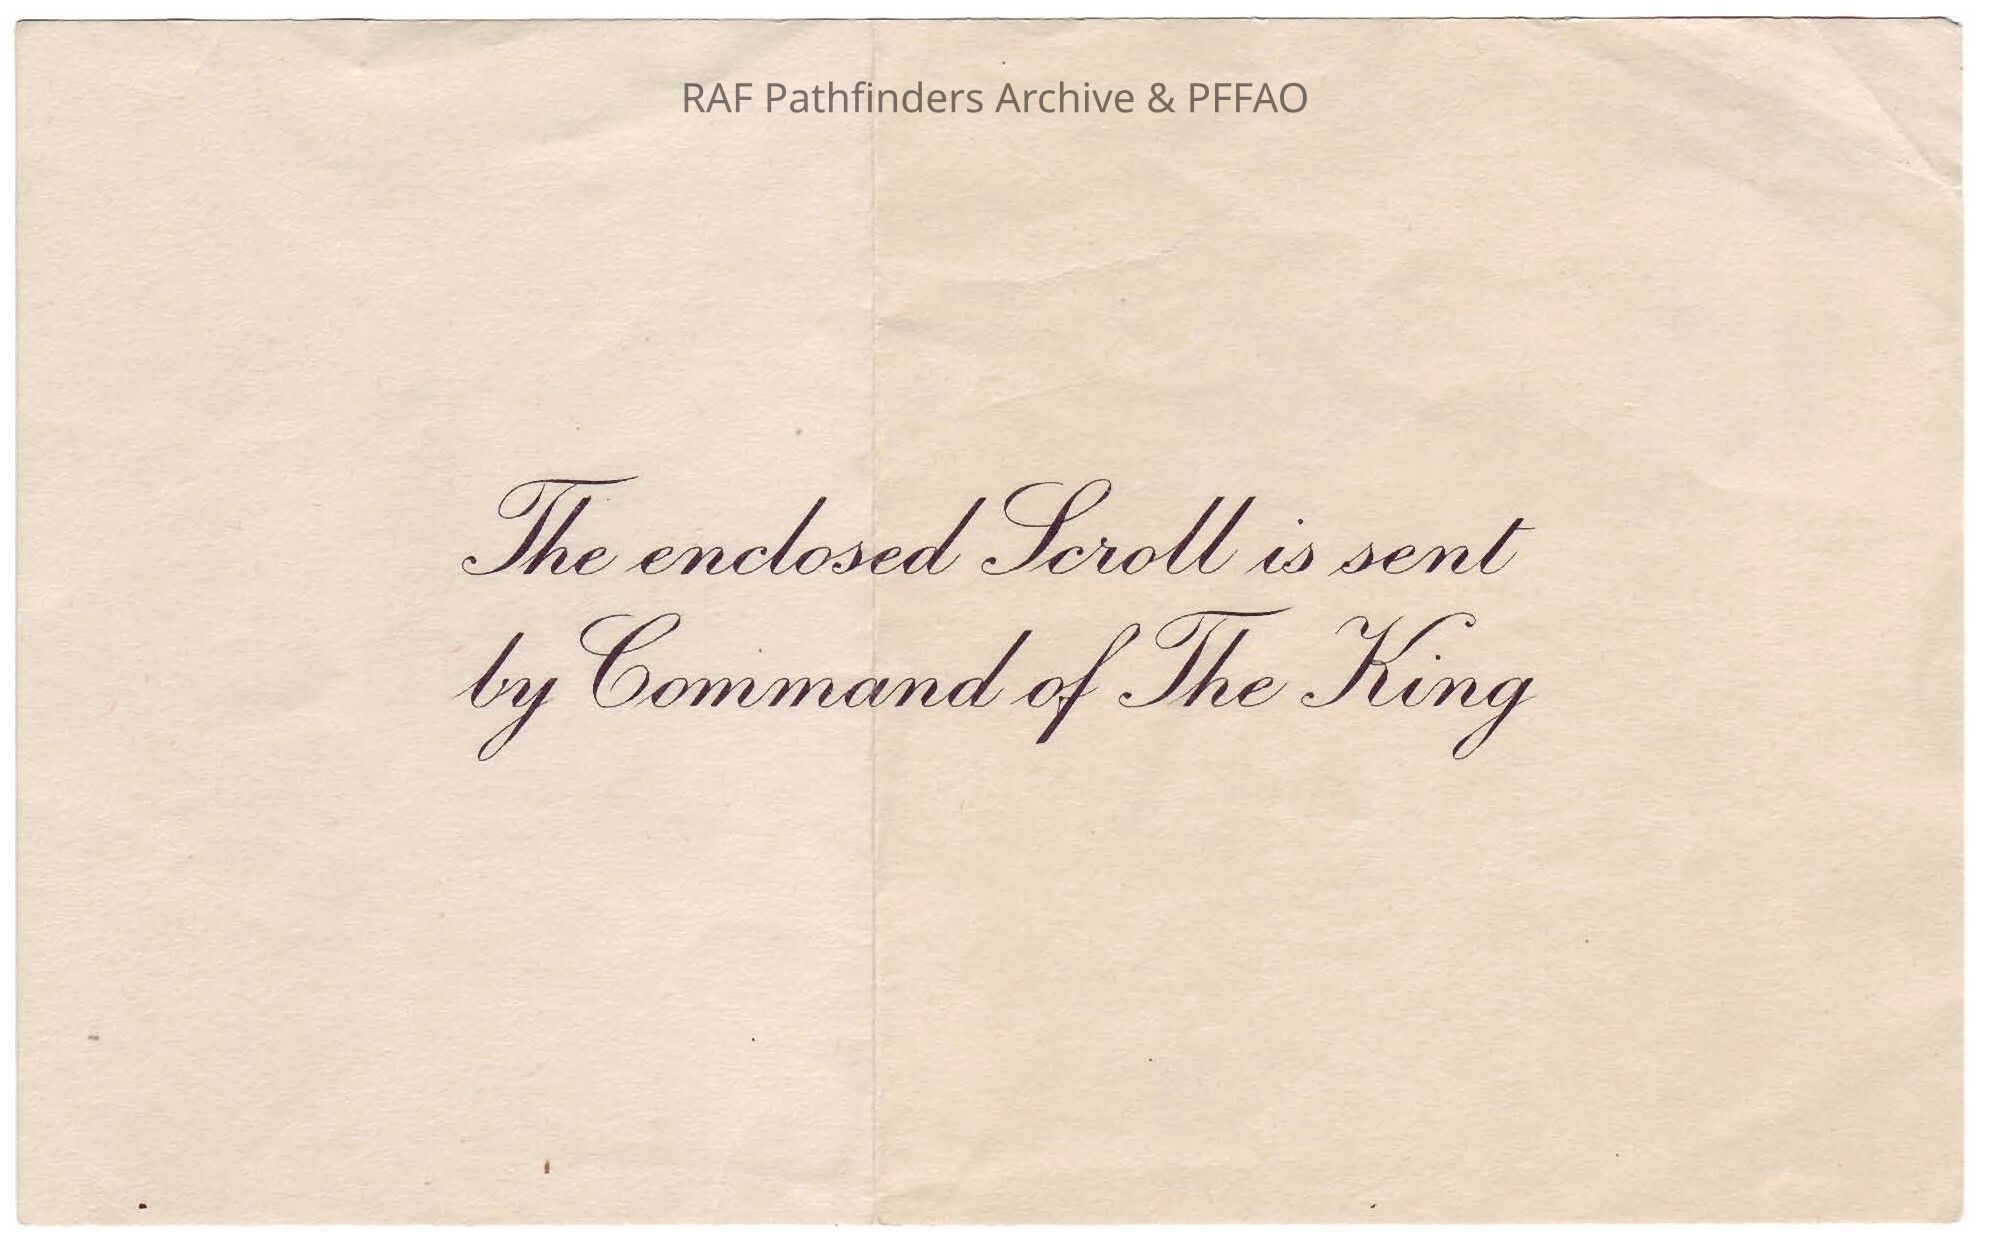 RAF Pathfinders Archive & PFFAO
The enclosed Scroll is sent
by Command of The King